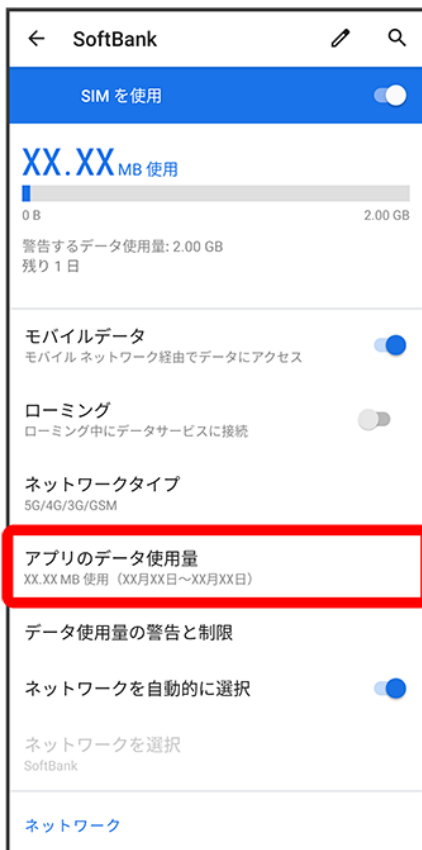 SoftBank
SIM を使用
XX.XX MB 使用
0 B 2.00 GB
警告するデータ使用量: 2.00 GB
残り 1 日
モバイルデータ
モバイル ネットワーク経由でデータにアクセス
ローミング
ローミング中にデータサービスに接続
ネットワークタイプ
5G/4G/3G/GSM
アプリのデータ使用量
XX.XX MB 使用（XX月XX日～XX月XX日）
データ使用量の警告と制限
ネットワークを自動的に選択
ネットワークを選択
SoftBank
ネットワーク